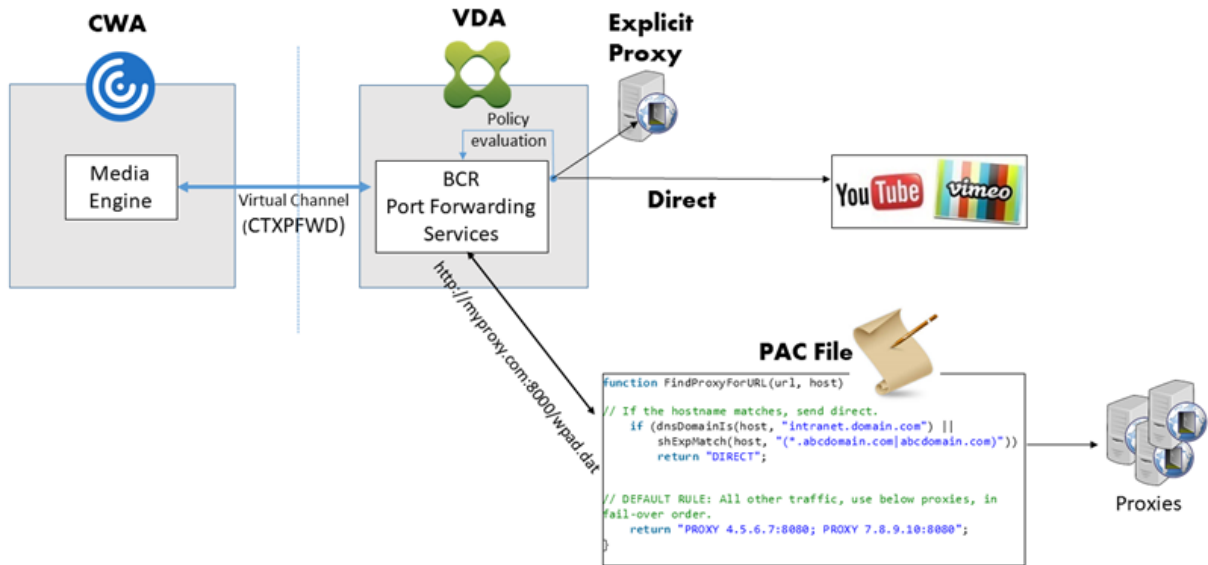 CWA
VDA
Explicit
Proxy
Policy
evaluation
Media
Engine
Virtual Channel
(CTXPFWD)
BCR
Port Forwarding
Services
Direct
YouTube
vimeo
http://myproxy.com:8000/wpad.dat
PAC File
function FindProxyForURL(url, host)
// If the hostname matches, send direct.
if (dnsDomainIs(host, "intranet.domain.com") ||
shExpMatch(host, "(*.abcdomain.com|abcdomain.com)"))
return "DIRECT";
// DEFAULT RULE: All other traffic, use below proxies, in
fail-over order.
return "PROXY 4.5.6.7:8080; PROXY 7.8.9.10:8080";
}
Proxies